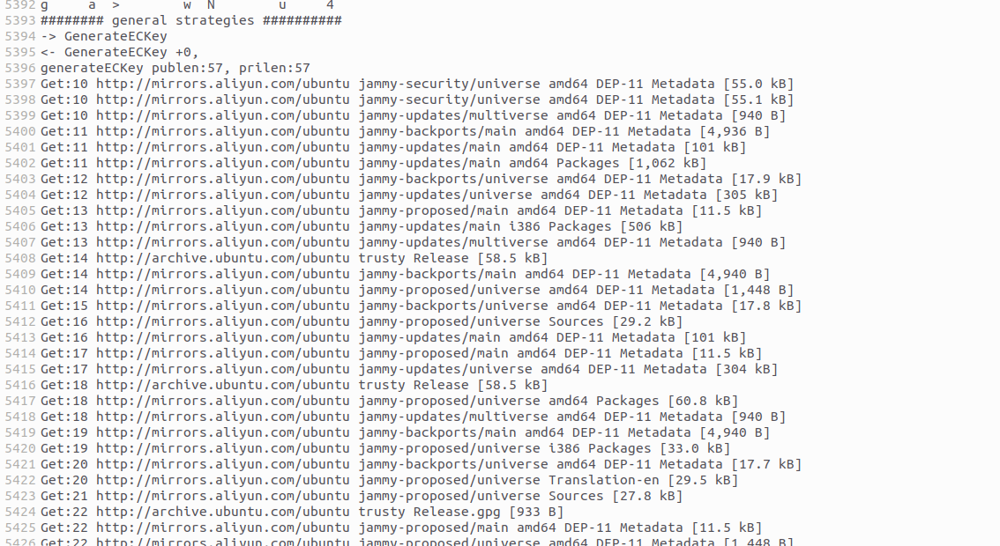 5392 g     a  >        w  N        u     4
5393 ######## general strategies ##########
5394 -> GenerateECKey
5395 <- GenerateECKey +0,
5396 generateECKey publen:57, prilen:57
5397 Get:10 http://mirrors.aliyun.com/ubuntu jammy-security/universe amd64 DEP-11 Metadata [55.0 kB]
5398 Get:10 http://mirrors.aliyun.com/ubuntu jammy-security/universe amd64 DEP-11 Metadata [55.1 kB]
5399 Get:10 http://mirrors.aliyun.com/ubuntu jammy-updates/multiverse amd64 DEP-11 Metadata [940 B]
5400 Get:11 http://mirrors.aliyun.com/ubuntu jammy-backports/main amd64 DEP-11 Metadata [4,936 B]
5401 Get:11 http://mirrors.aliyun.com/ubuntu jammy-updates/main amd64 DEP-11 Metadata [101 kB]
5402 Get:11 http://mirrors.aliyun.com/ubuntu jammy-updates/main amd64 Packages [1,062 kB]
5403 Get:12 http://mirrors.aliyun.com/ubuntu jammy-backports/universe amd64 DEP-11 Metadata [17.9 kB]
5404 Get:12 http://mirrors.aliyun.com/ubuntu jammy-updates/universe amd64 DEP-11 Metadata [305 kB]
5405 Get:13 http://mirrors.aliyun.com/ubuntu jammy-proposed/main amd64 DEP-11 Metadata [11.5 kB]
5406 Get:13 http://mirrors.aliyun.com/ubuntu jammy-updates/main i386 Packages [506 kB]
5407 Get:13 http://mirrors.aliyun.com/ubuntu jammy-updates/multiverse amd64 DEP-11 Metadata [940 B]
5408 Get:14 http://archive.ubuntu.com/ubuntu trusty Release [58.5 kB]
5409 Get:14 http://mirrors.aliyun.com/ubuntu jammy-backports/main amd64 DEP-11 Metadata [4,940 B]
5410 Get:14 http://mirrors.aliyun.com/ubuntu jammy-proposed/universe amd64 DEP-11 Metadata [1,448 B]
5411 Get:15 http://mirrors.aliyun.com/ubuntu jammy-backports/universe amd64 DEP-11 Metadata [17.8 kB]
5412 Get:16 http://mirrors.aliyun.com/ubuntu jammy-proposed/universe Sources [29.2 kB]
5413 Get:16 http://mirrors.aliyun.com/ubuntu jammy-updates/main amd64 DEP-11 Metadata [101 kB]
5414 Get:17 http://mirrors.aliyun.com/ubuntu jammy-proposed/main amd64 DEP-11 Metadata [11.5 kB]
5415 Get:17 http://mirrors.aliyun.com/ubuntu jammy-updates/universe amd64 DEP-11 Metadata [304 kB]
5416 Get:18 http://archive.ubuntu.com/ubuntu trusty Release [58.5 kB]
5417 Get:18 http://mirrors.aliyun.com/ubuntu jammy-proposed/universe amd64 Packages [60.8 kB]
5418 Get:18 http://mirrors.aliyun.com/ubuntu jammy-updates/multiverse amd64 DEP-11 Metadata [940 B]
5419 Get:19 http://mirrors.aliyun.com/ubuntu jammy-backports/main amd64 DEP-11 Metadata [4,940 B]
5420 Get:19 http://mirrors.aliyun.com/ubuntu jammy-proposed/universe i386 Packages [33.0 kB]
5421 Get:20 http://mirrors.aliyun.com/ubuntu jammy-backports/universe amd64 DEP-11 Metadata [17.7 kB]
5422 Get:20 http://mirrors.aliyun.com/ubuntu jammy-proposed/universe Translation-en [29.5 kB]
5423 Get:21 http://mirrors.aliyun.com/ubuntu jammy-proposed/universe Sources [27.8 kB]
5424 Get:22 http://archive.ubuntu.com/ubuntu trusty Release.gpg [933 B]
5425 Get:22 http://mirrors.aliyun.com/ubuntu jammy-proposed/main amd64 DEP-11 Metadata [11.5 kB]
5426 Get:22 http://mirrors.aliyun.com/ubuntu jammy-proposed/universe amd64 DEP-11 Metadata [1,448 B]